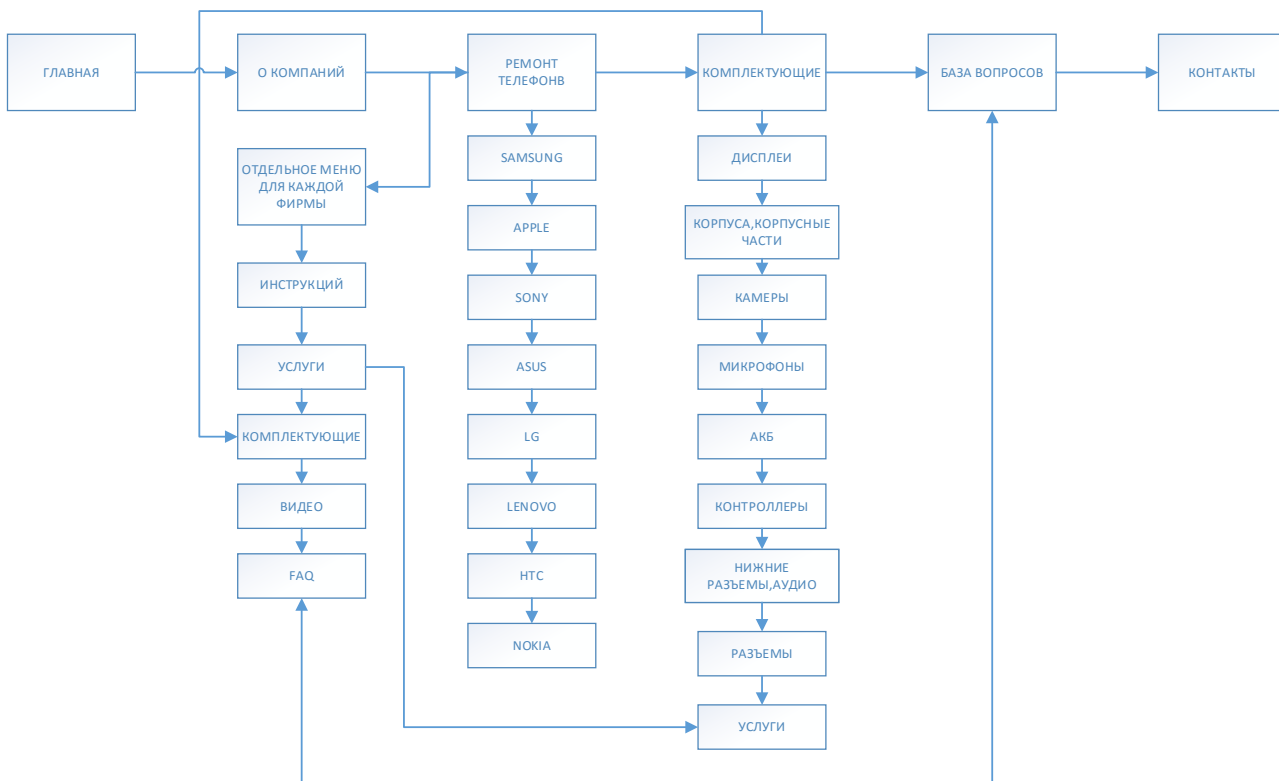 ГЛАВНАЯ
О КОМПАНИЙ
РЕМОНТ
ТЕЛЕФОНВ
КОМПЛЕКТУЮЩИЕ
БАЗА ВОПРОСОВ
КОНТАКТЫ
ОТДЕЛЬНОЕ МЕНЮ
ДЛЯ КАЖДОЙ
ФИРМЫ
ИНСТРУКЦИЙ
УСЛУГИ
КОМПЛЕКТУЮЩИЕ
ВИДЕО
FAQ
SAMSUNG
APPLE
SONY
ASUS
LG
LENOVO
HTC
NOKIA
ДИСПЛЕИ
КОРПУСА,КОРПУСНЫЕ
ЧАСТИ
КАМЕРЫ
МИКРОФОНЫ
АКБ
КОНТРОЛЛЕРЫ
НИЖНИЕ
РАЗЪЕМЫ,АУДИО
РАЗЪЕМЫ
УСЛУГИ